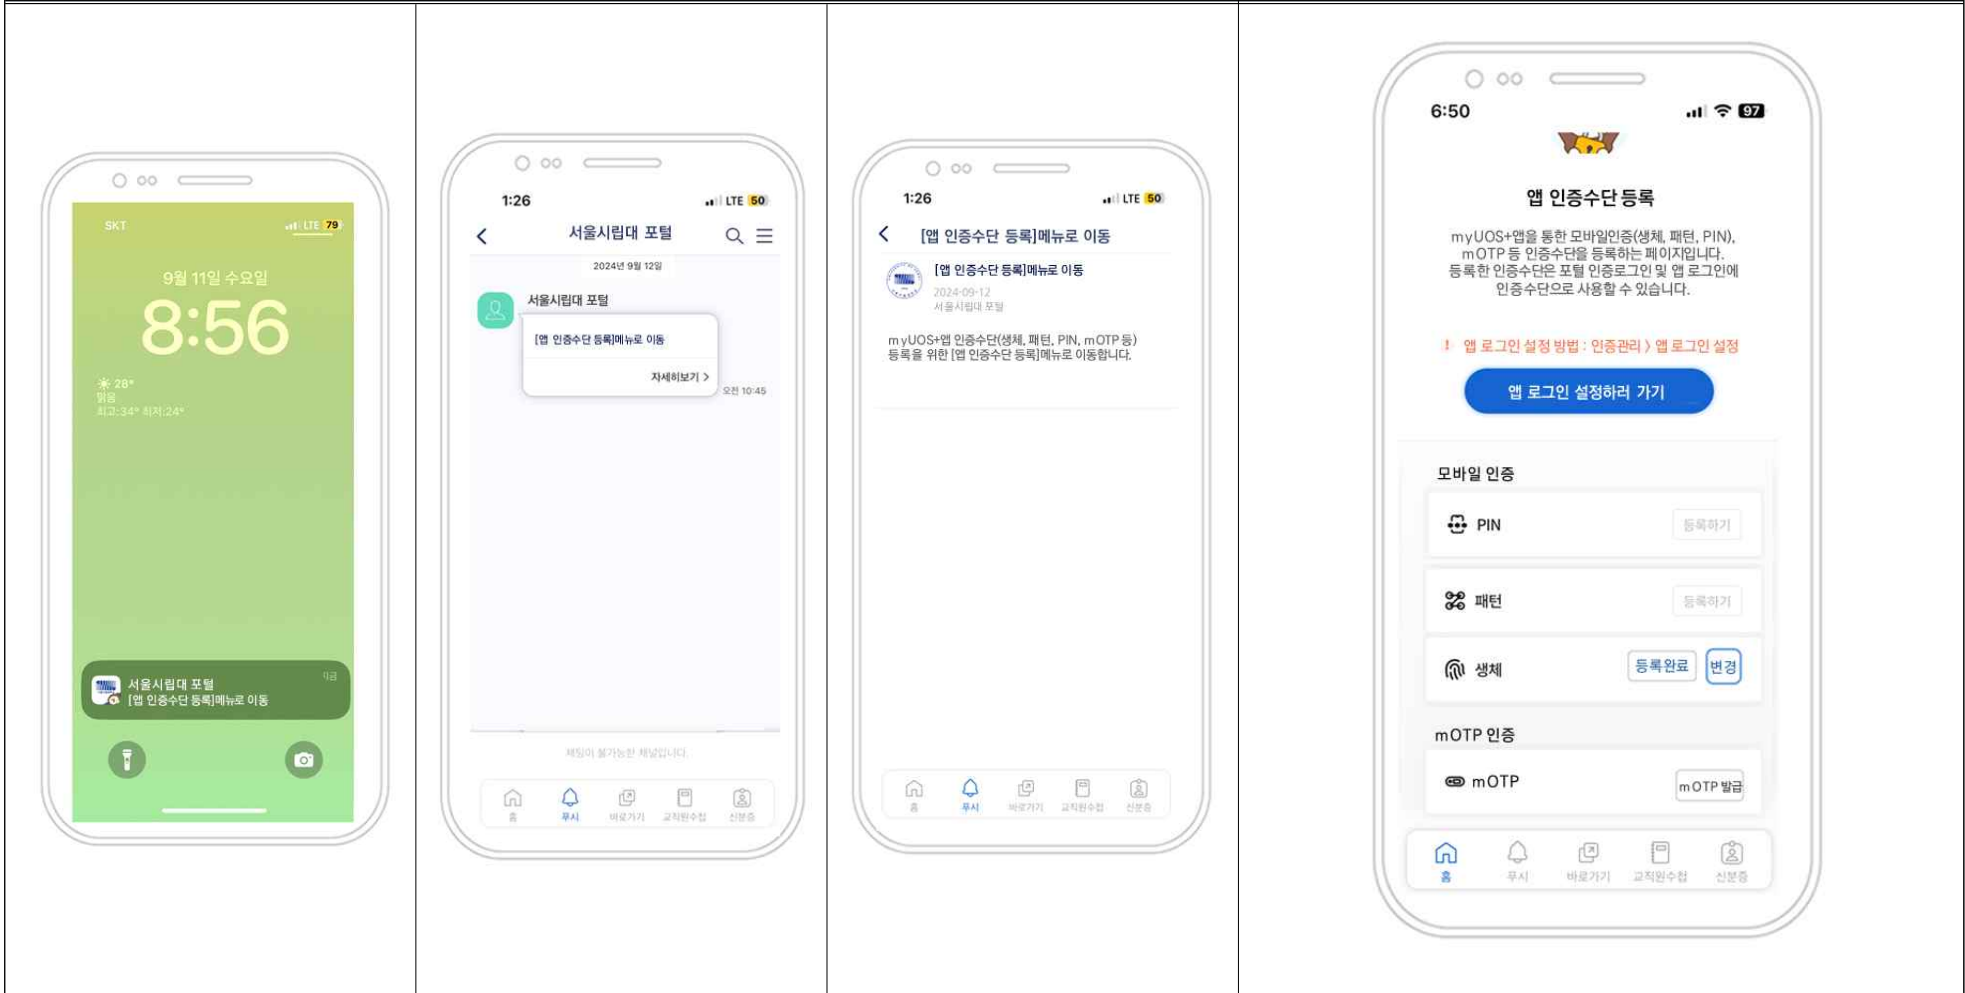 SKT
LTE 79
9월 11일 수요일
8:56
28°
맑음
최고:34° 최저:24°
서울시립대 포털
지금
[앱 인증수단 등록]메뉴로 이동
1:26
LTE 50
서울시립대 포털
2024년 9월 12일
서울시립대 포털
[앱 인증수단 등록]메뉴로 이동
자세히보기 >
오전 10:45
채팅이 불가능한 채널입니다.
홈
푸시
바로가기
교직원수첩
신분증
1:26
LTE 50
[앱 인증수단 등록]메뉴로 이동
[앱 인증수단 등록]메뉴로 이동
2024-09-12
서울시립대 포털
myUOS+앱 인증수단(생체, 패턴, PIN, mOTP 등)
등록을 위한 [앱 인증수단 등록]메뉴로 이동합니다.
홈
푸시
바로가기
교직원수첩
신분증
6:50
97
앱 인증수단 등록
myUOS+앱을 통한 모바일인증(생체, 패턴, PIN),
mOTP 등 인증수단을 등록하는 페이지입니다.
등록한 인증수단은 포털 인증로그인 및 앱 로그인에
인증수단으로 사용할 수 있습니다.
! 앱 로그인 설정 방법 : 인증관리 > 앱 로그인 설정
앱 로그인 설정하러 가기
모바일 인증
PIN
등록하기
패턴
등록하기
생체
등록완료
변경
mOTP 인증
mOTP
mOTP 발급
홈
푸시
바로가기
교직원수첩
신분증